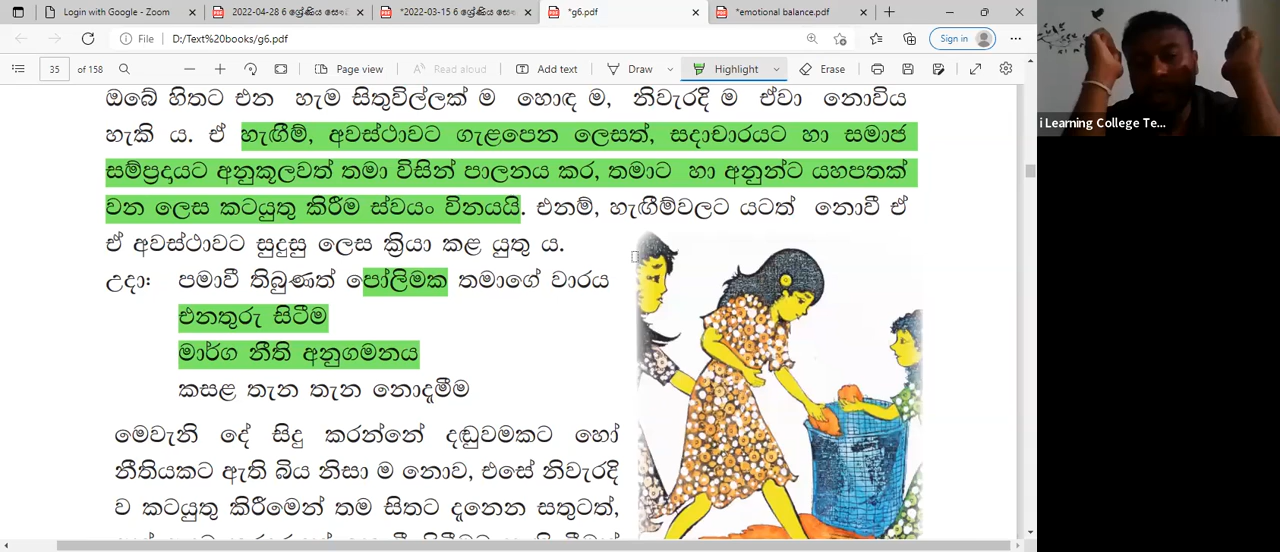 Login with Google - Zoom
2022-04-28 6 ශ්‍රේණිය සෞ
*2022-03-15 6 ශ්‍රේණිය සෞ
*g6.pdf
*emotional balance.pdf
File
D:/Text%20books/g6.pdf
Sign in
35 of 158
Page view
Read aloud
Add text
Draw
Highlight
Erase
i Learning College Te...
ඔබේ හිතට එන හැම සිතුවිල්ලක් ම හොඳ ම, නිවැරදි ම ඒවා නොවිය
හැකි ය. ඒ හැඟීම්, අවස්ථාවට ගැළපෙන ලෙසත්, සදාචාරයට හා සමාජ
සම්ප්‍රදායට අනුකූලවත් තමා විසින් පාලනය කර, තමාට හා අනුන්ට යහපතක්
වන ලෙස කටයුතු කිරීම ස්වයං විනයයි. එනම්, හැඟීම්වලට යටත් නොවී ඒ
ඒ අවස්ථාවට සුදුසු ලෙස ක්‍රියා කළ යුතු ය.
උදාඃ පමාවී තිබුණත් පෝලිමක තමාගේ වාරය
එනතුරු සිටීම
මාර්ග නීති අනුගමනය
කසළ තැන තැන නොදැමීම
මෙවැනි දේ සිදු කරන්නේ දඬුවමකට හෝ
නීතියකට ඇති බිය නිසා ම නොව, එසේ නිවැරදි
ව කටයුතු කිරීමෙන් තම සිතට දැනෙන සතුටත්,